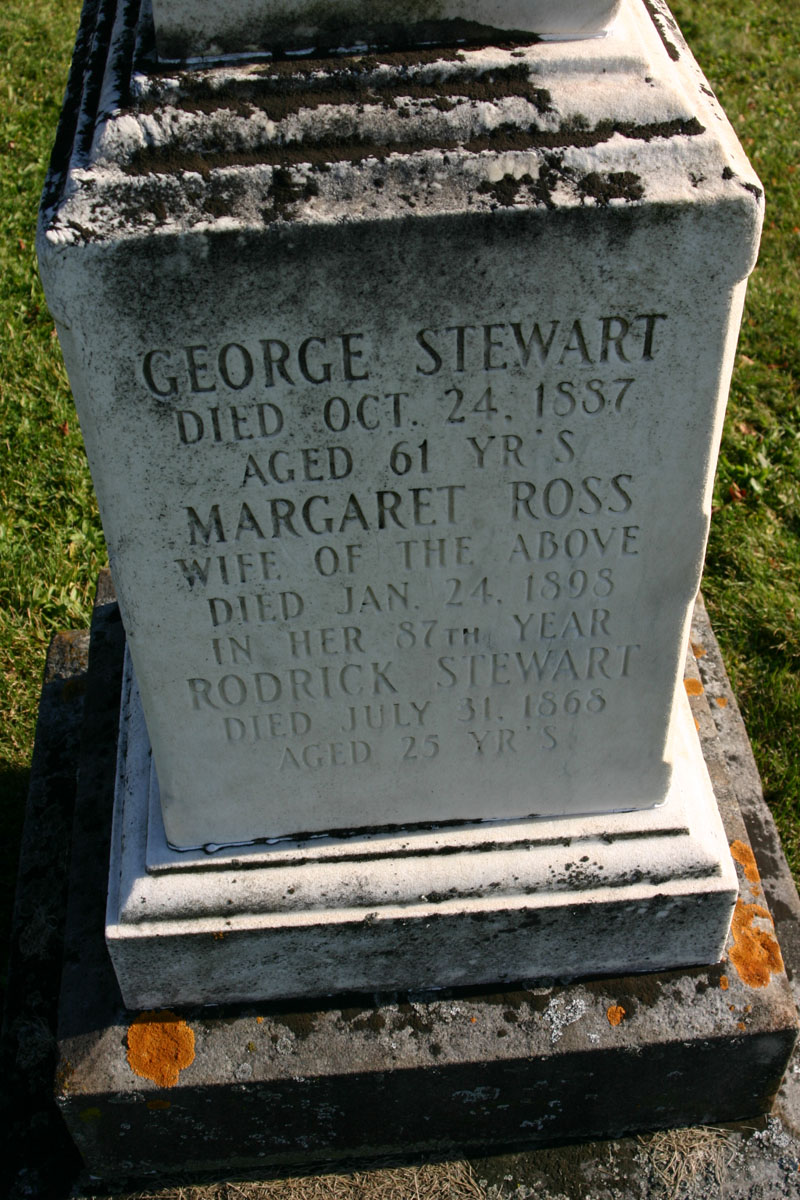 GEORGE STEWART
DIED OCT. 24, 1887
AGED 61 YR'S
MARGARET ROSS
WIFE OF THE ABOVE
DIED JAN. 24, 1898
IN HER 87TH YEAR
RODRICK STEWART
DIED JULY 31, 1868
AGED 25 YR'S